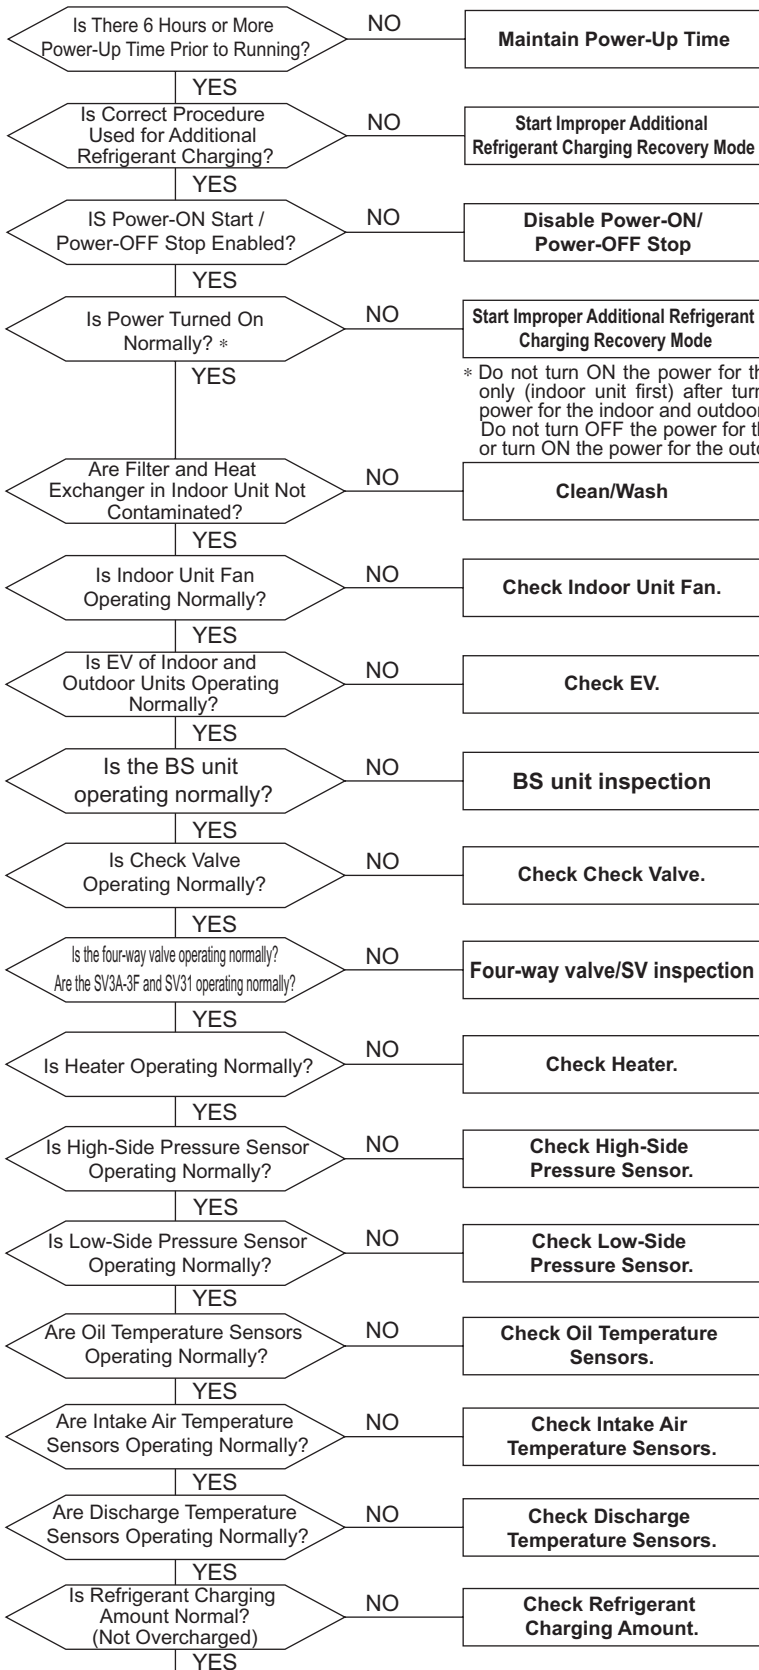 Is There 6 Hours or More
Power-Up Time Prior to Running?
NO
Maintain Power-Up Time
YES
Is Correct Procedure
Used for Additional
Refrigerant Charging?
NO
Start Improper Additional
Refrigerant Charging Recovery Mode
YES
IS Power-ON Start /
Power-OFF Stop Enabled?
NO
Disable Power-ON/
Power-OFF Stop
YES
Is Power Turned On
Normally? *
NO
Start Improper Additional Refrigerant
Charging Recovery Mode
YES
* Do not turn ON the power for
only (indoor unit first) after
power for the indoor and
Do not turn OFF the power for
or turn ON the power for the
Are Filter and Heat
Exchanger in Indoor Unit Not
Contaminated?
NO
Clean/Wash
YES
Is Indoor Unit Fan
Operating Normally?
NO
Check Indoor Unit Fan.
YES
Is EV of Indoor and
Outdoor Units Operating
Normally?
NO
Check EV.
YES
Is the BS unit
operating normally?
NO
BS unit inspection
YES
Is Check Valve
Operating Normally?
NO
Check Check Valve.
YES
Is the four-way valve operating normally?
Are the SV3A-3F and SV31 operating normally?
NO
Four-way valve/SV inspection
YES
Is Heater Operating Normally?
NO
Check Heater.
YES
Is High-Side Pressure Sensor
Operating Normally?
NO
Check High-Side
Pressure Sensor.
YES
Is Low-Side Pressure Sensor
Operating Normally?
NO
Check Low-Side
Pressure Sensor.
YES
Are Oil Temperature Sensors
Operating Normally?
NO
Check Oil Temperature
Sensors.
YES
Are Intake Air Temperature
Sensors Operating Normally?
NO
Check Intake Air
Temperature Sensors.
YES
Are Discharge Temperature
Sensors Operating Normally?
NO
Check Discharge
Temperature Sensors.
YES
Is Refrigerant Charging
Amount Normal?
(Not Overcharged)
NO
Check Refrigerant
Charging Amount.
YES